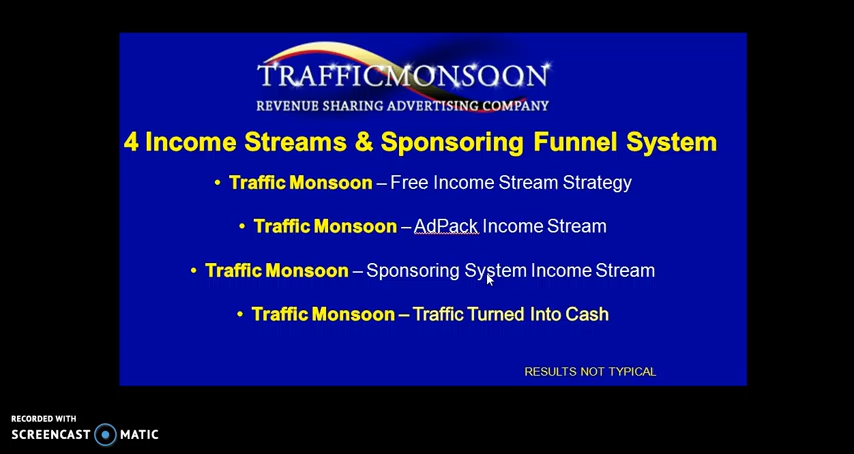 TRAFFICMONSOON
REVENUE SHARING ADVERTISING COMPANY
4 Income Streams & Sponsoring Funnel System
• Traffic Monsoon – Free Income Stream Strategy
• Traffic Monsoon – AdPack Income Stream
• Traffic Monsoon – Sponsoring System Income Stream
• Traffic Monsoon – Traffic Turned Into Cash
RESULTS NOT TYPICAL
RECORDED WITH
SCREENCAST MATIC